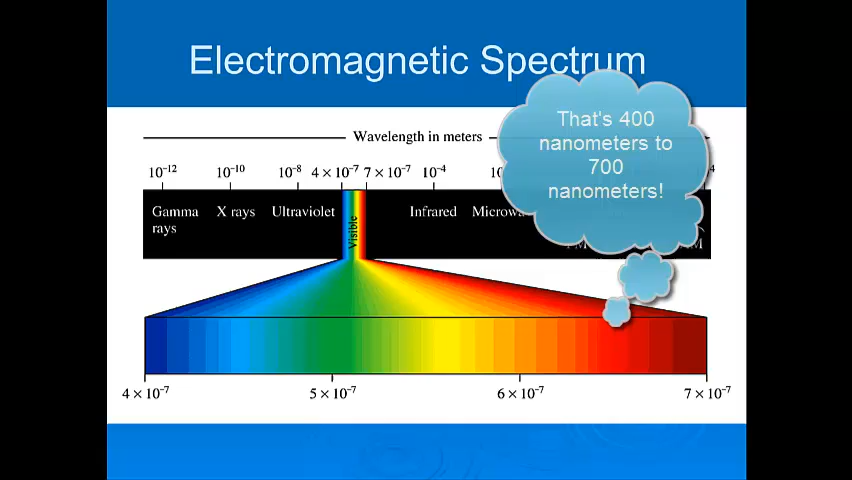 Electromagnetic Spectrum
That's 400
nanometers to
700
nanometers!
Wavelength in meters
10⁻¹² 10⁻¹⁰ 10⁻⁸ 4 × 10⁻⁷ 7 × 10⁻⁷ 10⁻⁴
Gamma rays X rays Ultraviolet Visible Infrared
4 × 10⁻⁷ 5 × 10⁻⁷ 6 × 10⁻⁷ 7 × 10⁻⁷